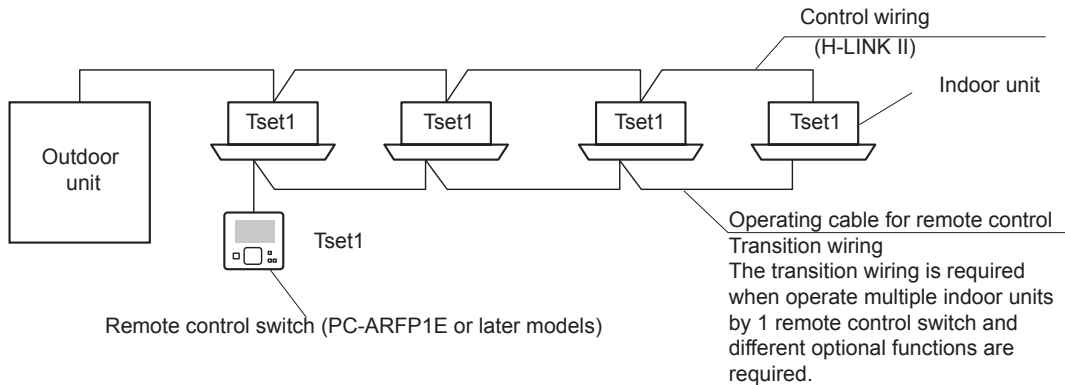 Control wiring
(H-LINK II)
Indoor unit
Tset1
Tset1
Tset1
Tset1
Outdoor
unit
Tset1
Remote control switch (PC-ARFP1E or later models)
Operating cable for remote control
Transition wiring
The transition wiring is required
when operate multiple indoor units
by 1 remote control switch and
different optional functions are
required.